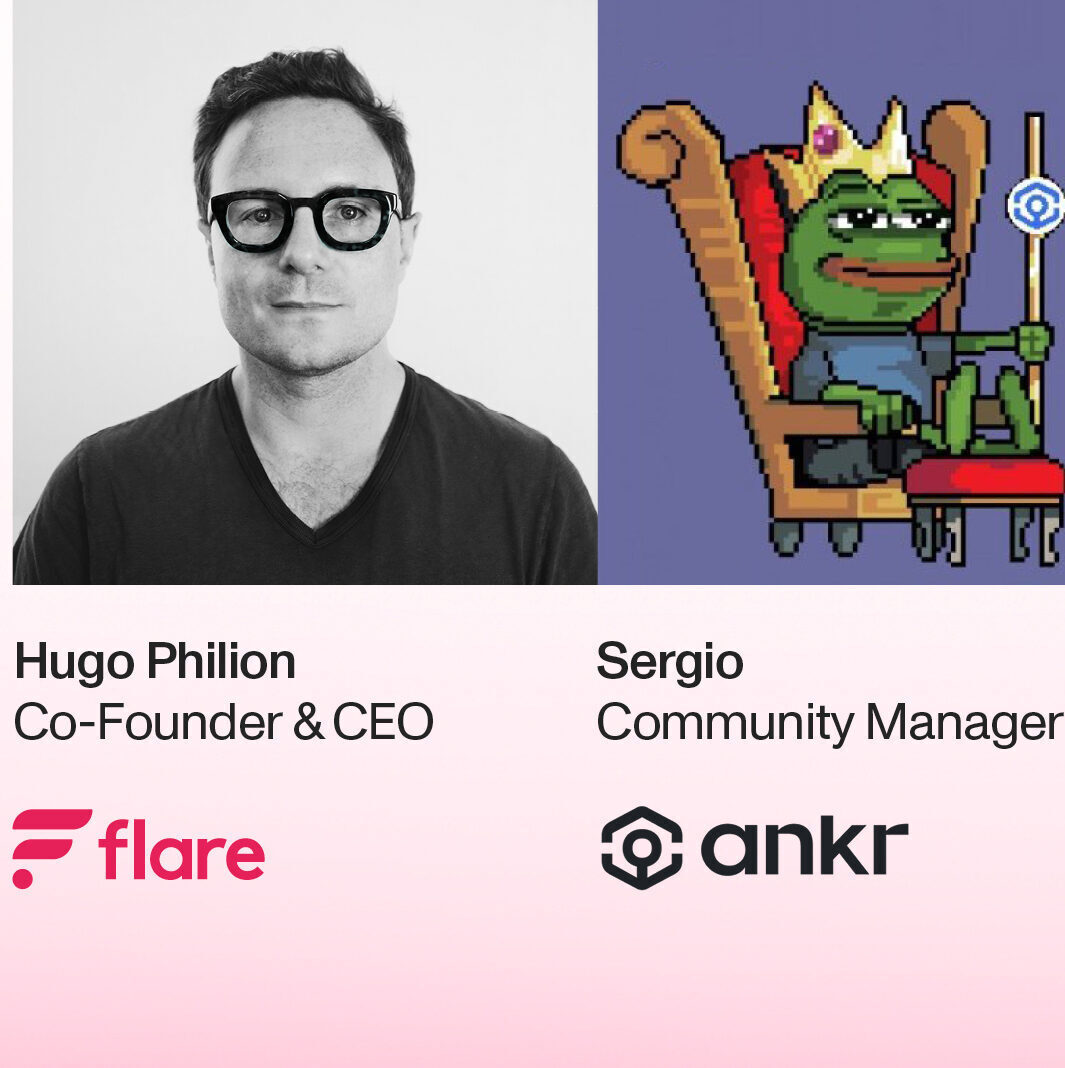 Hugo Philion
Co-Founder & CEO
flare
Sergio
Community Manager
ankr